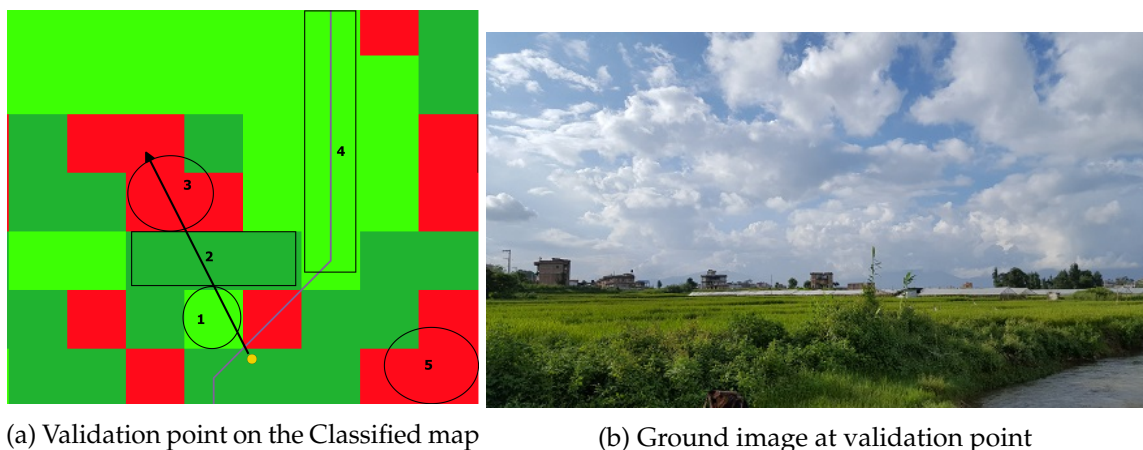 4
3
2
1
5
(a) Validation point on the Classified map
(b) Ground image at validation point